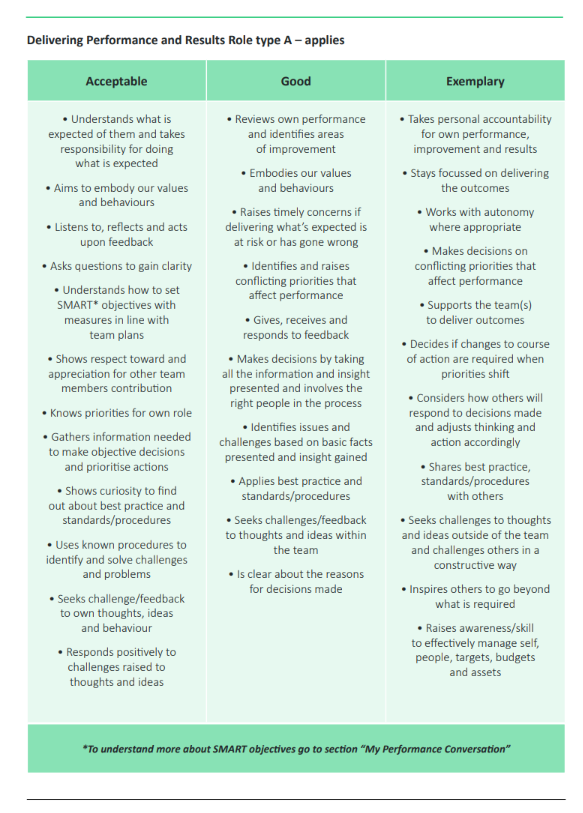 Delivering Performance and Results Role type A – applies
Acceptable
• Understands what is
expected of them and takes
responsibility for doing
what is expected
• Aims to embody our values
and behaviours
• Listens to, reflects and acts
upon feedback
• Asks questions to gain clarity
• Understands how to set
SMART* objectives with
measures in line with
team plans
• Shows respect toward and
appreciation for other team
members contribution
• Knows priorities for own role
• Gathers information needed
to make objective decisions
and prioritise actions
• Shows curiosity to find
out about best practice and
standards/procedures
• Uses known procedures to
identify and solve challenges
and problems
• Seeks challenge/feedback
to own thoughts, ideas
and behaviour
• Responds positively to
challenges raised to
thoughts and ideas
Good
• Reviews own performance
and identifies areas
of improvement
• Embodies our values
and behaviours
• Raises timely concerns if
delivering what’s expected is
at risk or has gone wrong
• Identifies and raises
conflicting priorities that
affect performance
• Gives, receives and
responds to feedback
• Makes decisions by taking
all the information and insight
presented and involves the
right people in the process
• Identifies issues and
challenges based on basic facts
presented and insight gained
• Applies best practice and
standards/procedures
• Seeks challenges/feedback
to thoughts and ideas within
the team
• Is clear about the reasons
for decisions made
Exemplary
• Takes personal accountability
for own performance,
improvement and results
• Stays focussed on delivering
the outcomes
• Works with autonomy
where appropriate
• Makes decisions on
conflicting priorities that
affect performance
• Supports the team(s)
to deliver outcomes
• Decides if changes to course
of action are required when
priorities shift
• Considers how others will
respond to decisions made
and adjusts thinking and
action accordingly
• Shares best practice,
standards/procedures
with others
• Seeks challenges to thoughts
and ideas outside of the team
and challenges others in a
constructive way
• Inspires others to go beyond
what is required
• Raises awareness/skill
to effectively manage self,
people, targets, budgets
and assets
*To understand more about SMART objectives go to section “My Performance Conversation”